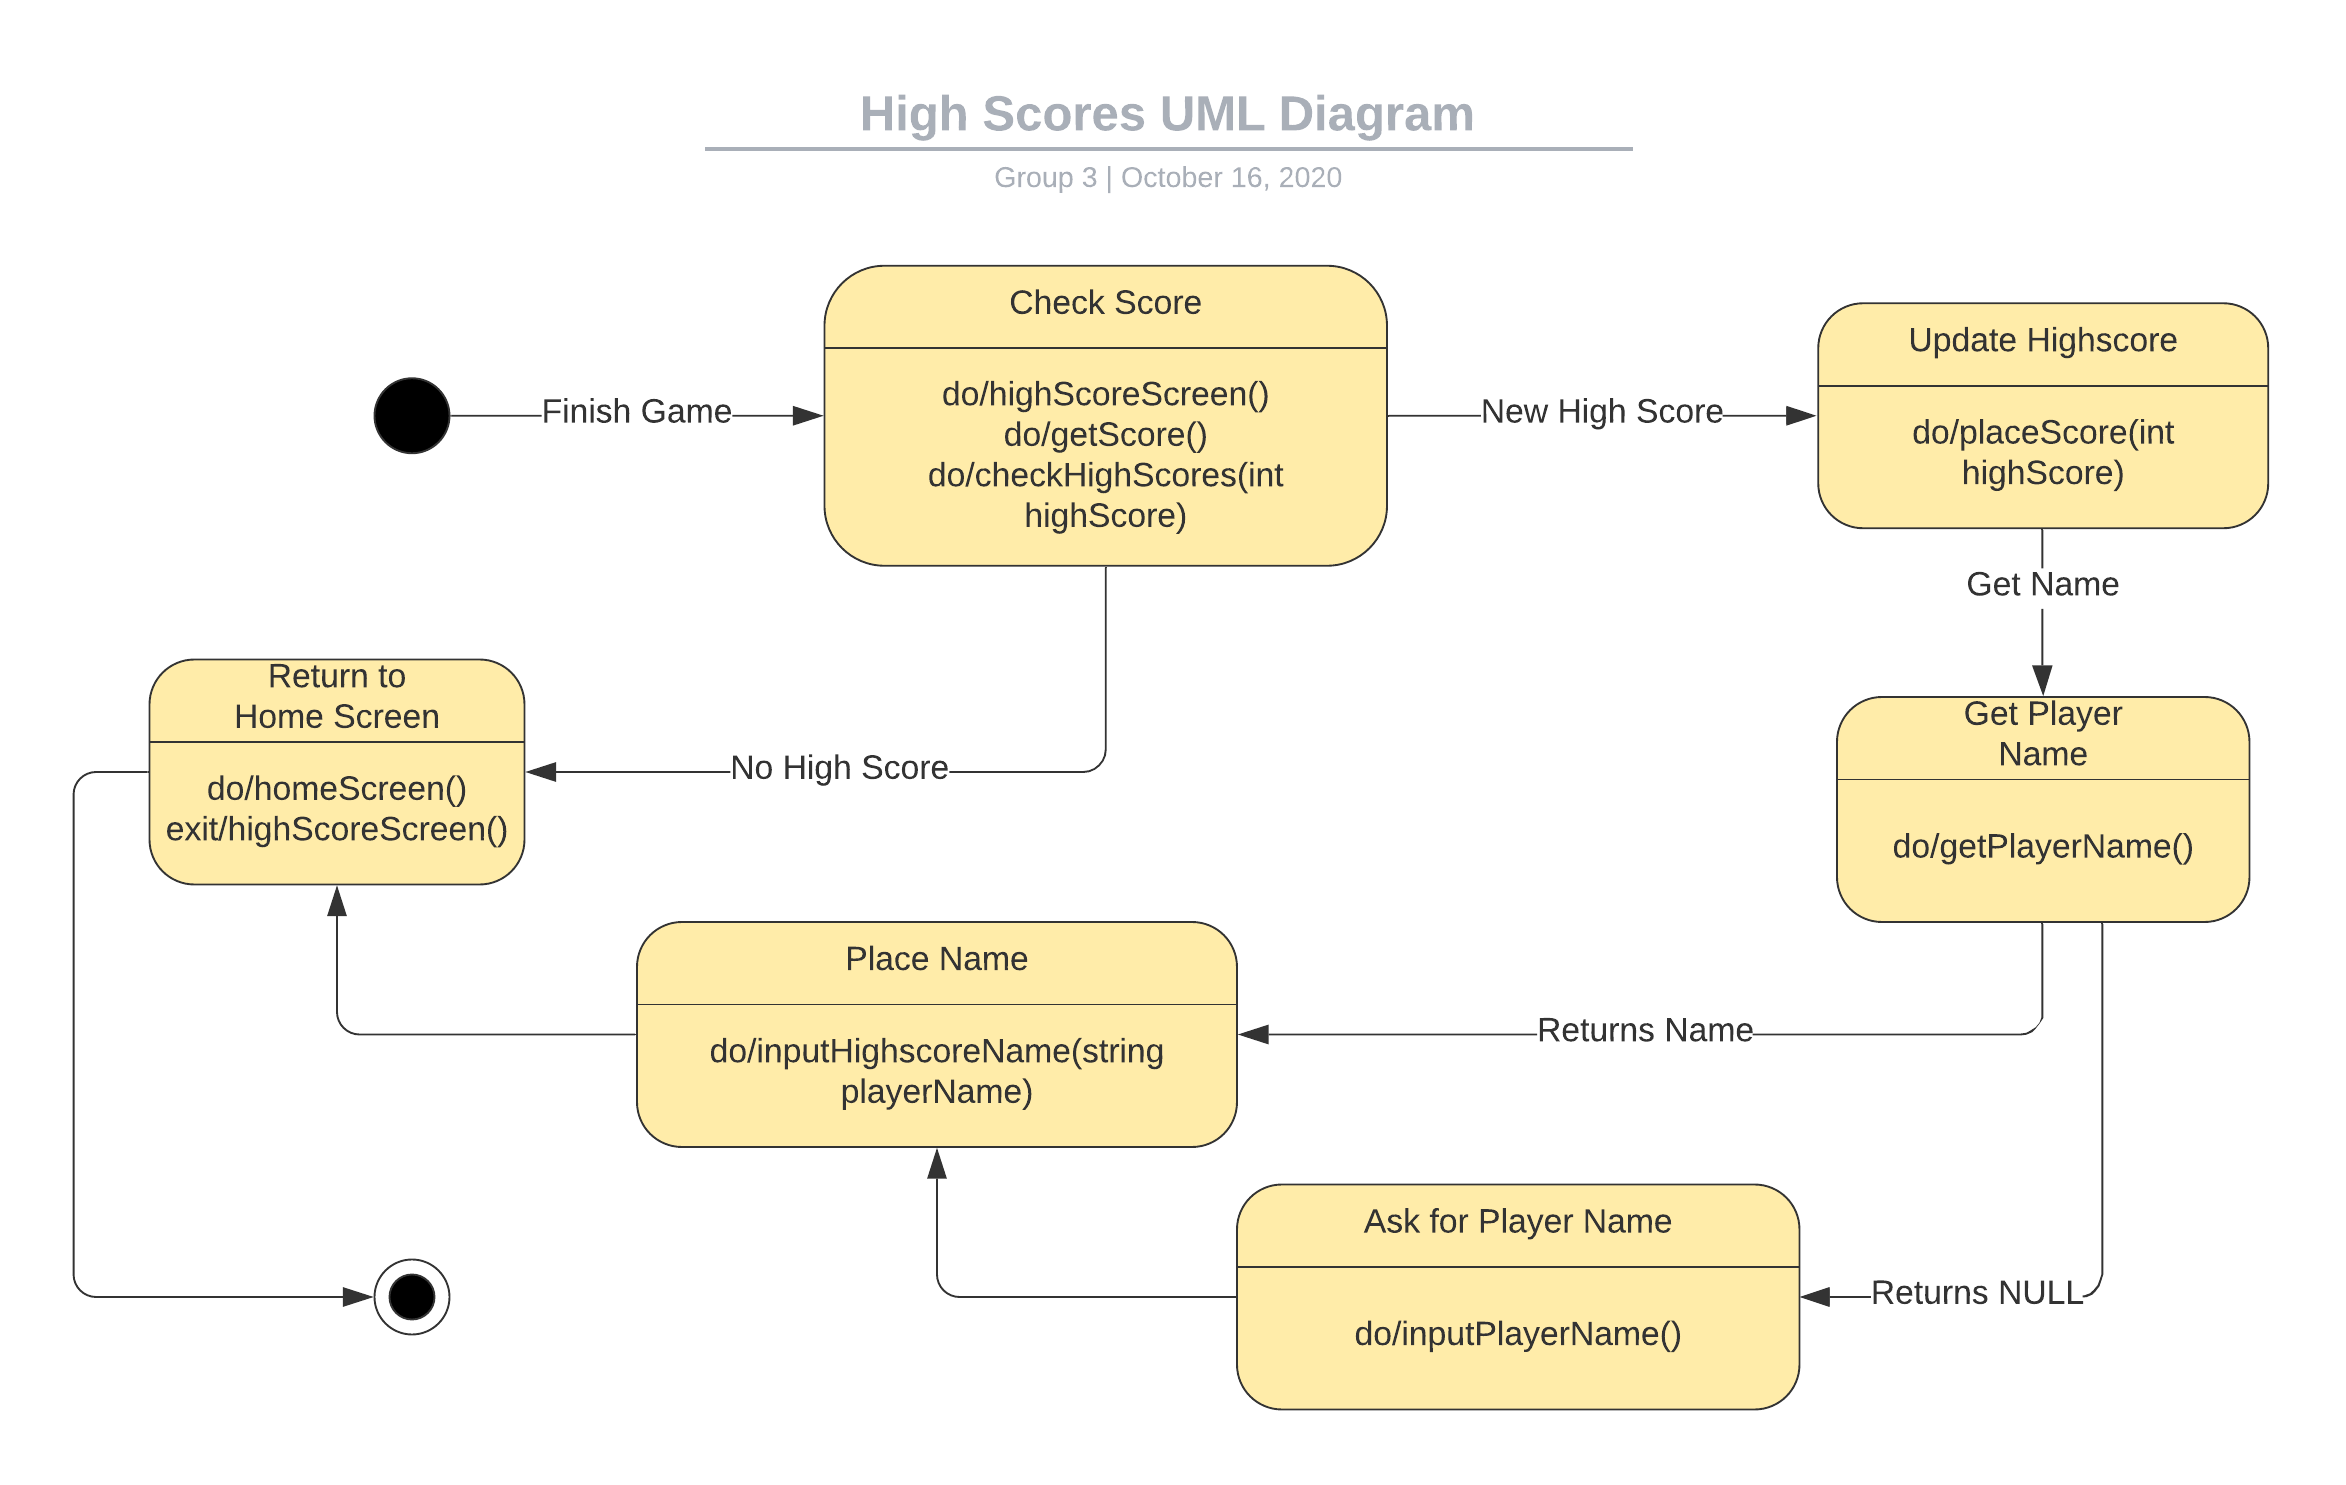 High Scores UML Diagram
Group 3 | October 16, 2020
Check Score
do/highScoreScreen()
do/getScore()
do/checkHighScores(int
highScore)
Finish Game
New High Score
Update Highscore
do/placeScore(int
highScore)
Get Name
Return to
Home Screen
do/homeScreen()
exit/highScoreScreen()
No High Score
Get Player
Name
do/getPlayerName()
Place Name
do/inputHighscoreName(string
playerName)
Returns Name
Ask for Player Name
do/inputPlayerName()
Returns NULL